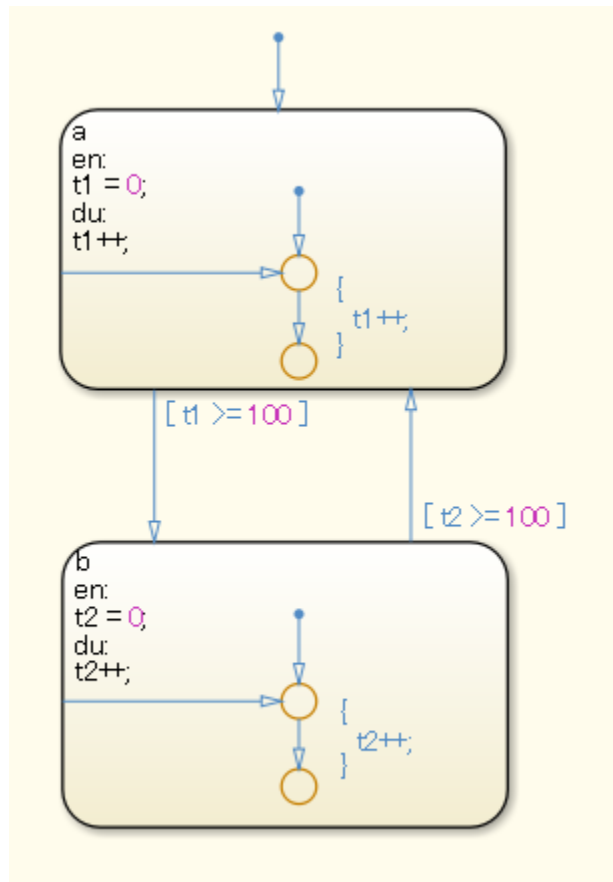 a
en:
t1 = 0;
du:
t1++;
{
t1++;
}
[ t1 >=100 ]
[ t2 >=100 ]
b
en:
t2 = 0;
du:
t2++;
{
t2++;
}